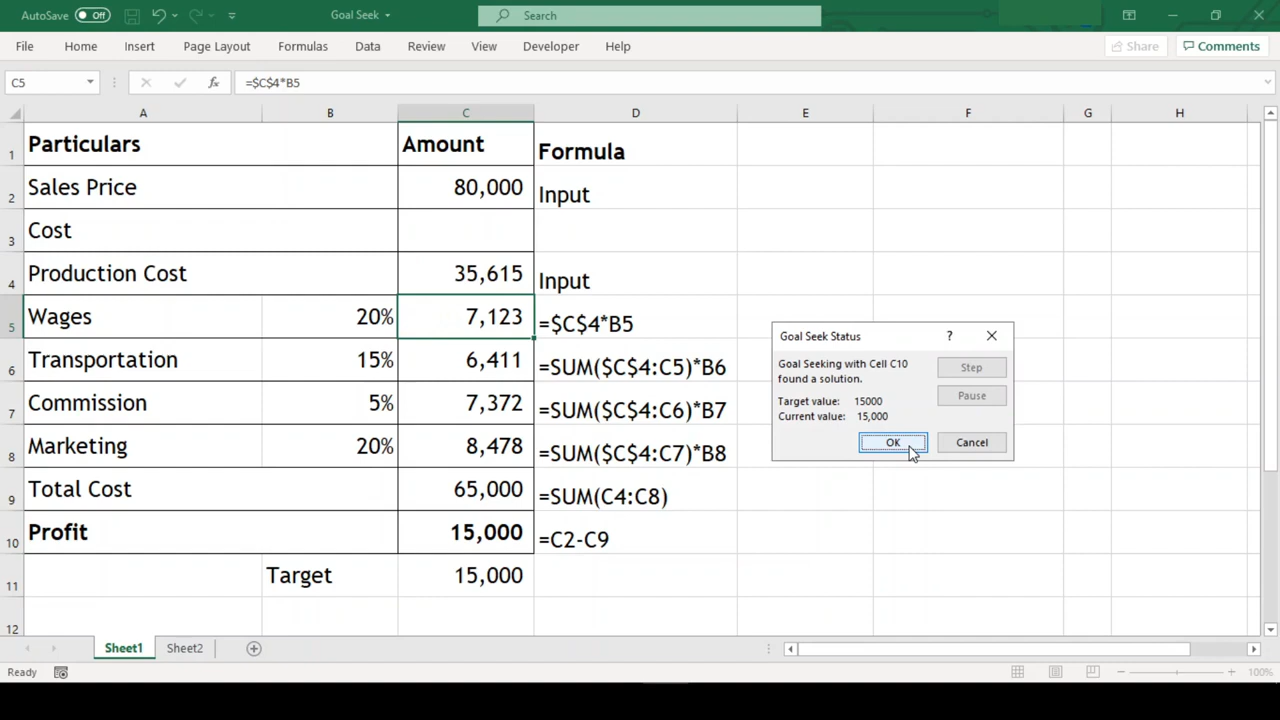 AutoSave Off Goal Seek Search
File Home Insert Page Layout Formulas Data Review View Developer Help Share Comments
C5 fx =$C$4*B5
A B C D E F G H
1 Particulars Amount Formula
2 Sales Price 80,000 Input
3 Cost
4 Production Cost 35,615 Input
5 Wages 20% 7,123 =$C$4*B5
6 Transportation 15% 6,411 =SUM($C$4:C5)*B6
7 Commission 5% 7,372 =SUM($C$4:C6)*B7
8 Marketing 20% 8,478 =SUM($C$4:C7)*B8
9 Total Cost 65,000 =SUM(C4:C8)
10 Profit 15,000 =C2-C9
11 Target 15,000
12
Goal Seek Status ?
Goal Seeking with Cell C10 Step
found a solution.
Target value: 15000 Pause
Current value: 15,000
OK Cancel
Sheet1 Sheet2
Ready 100%